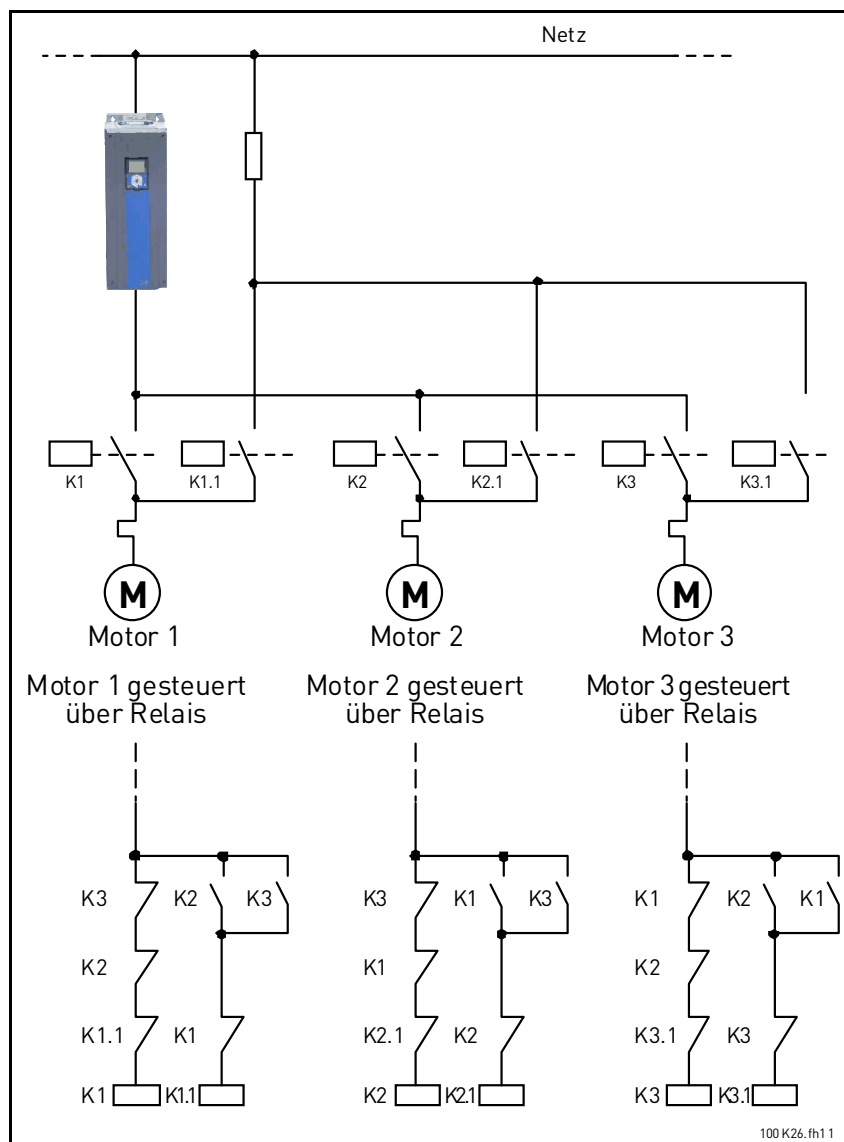 Netz
K1 K1.1 K2 K2.1 K3 K3.1
M M M
Motor 1 Motor 2 Motor 3
Motor 1 gesteuert
über Relais
Motor 2 gesteuert
über Relais
Motor 3 gesteuert
über Relais
K3 K2 K3 K3 K1 K3 K1 K2 K1
K2 K1 K2
K1.1 K1 K2.1 K2 K3.1 K3
K1 K1.1 K2 K2.1 K3 K3.1
100 K26.fh11